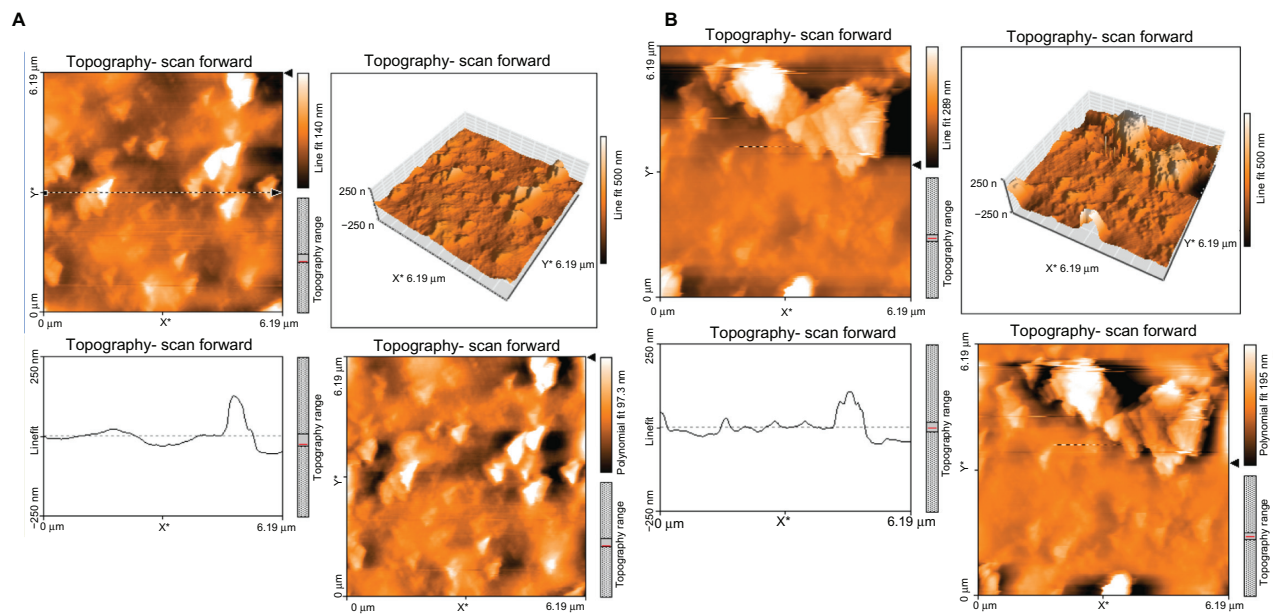 A
Topography- scan forward
6.19 µm
Y*
0 µm
0 µm
X*
6.19 µm
Line fit 140 nm
Topography range
Topography- scan forward
250 n
−250 n
X* 6.19 µm
Y* 6.19 µm
Line fit 500 nm
Topography- scan forward
250 nm
Linefit
−250 nm
0 µm
X*
6.19 µm
Topography range
Topography- scan forward
6.19 µm
Y*
0 µm
0 µm
X*
6.19 µm
Polynomial fit 97.3 nm
Topography range
B
Topography- scan forward
6.19 µm
Y*
0 µm
0 µm
X*
6.19 µm
Line fit 289 nm
Topography range
Topography- scan forward
250 n
−250 n
X* 6.19 µm
Y* 6.19 µm
Line fit 500 nm
Topography- scan forward
250 nm
Linefit
−250 nm
−20 µm
X*
6.19 µm
Topography range
Topography- scan forward
6.19 µm
Y*
0 µm
0 µm
X*
6.19 µm
Polynomial fit 195 nm
Topography range